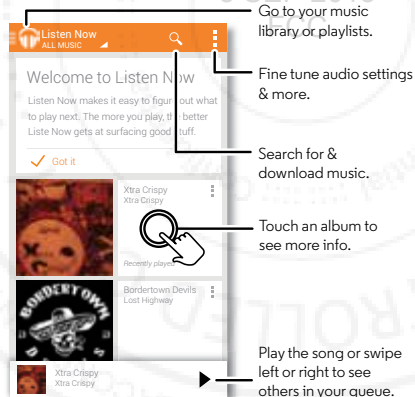 Go to your music
library or playlists.
Listen Now
ALL MUSIC
Fine tune audio settings
& more.
Welcome to Listen Now
Listen Now makes it easy to figur out what
to play next. The more you play, the better
Liste Now gets at surfacing good stuff.
Got it
Search for &
download music.
Xtra Crispy
Xtra Crispy
Recently played
Touch an album to
see more info.
Bordertown Devils
Lost Highway
BORDERTOWN
Xtra Crispy
Xtra Crispy
Play the song or swipe
left or right to see
others in your queue.